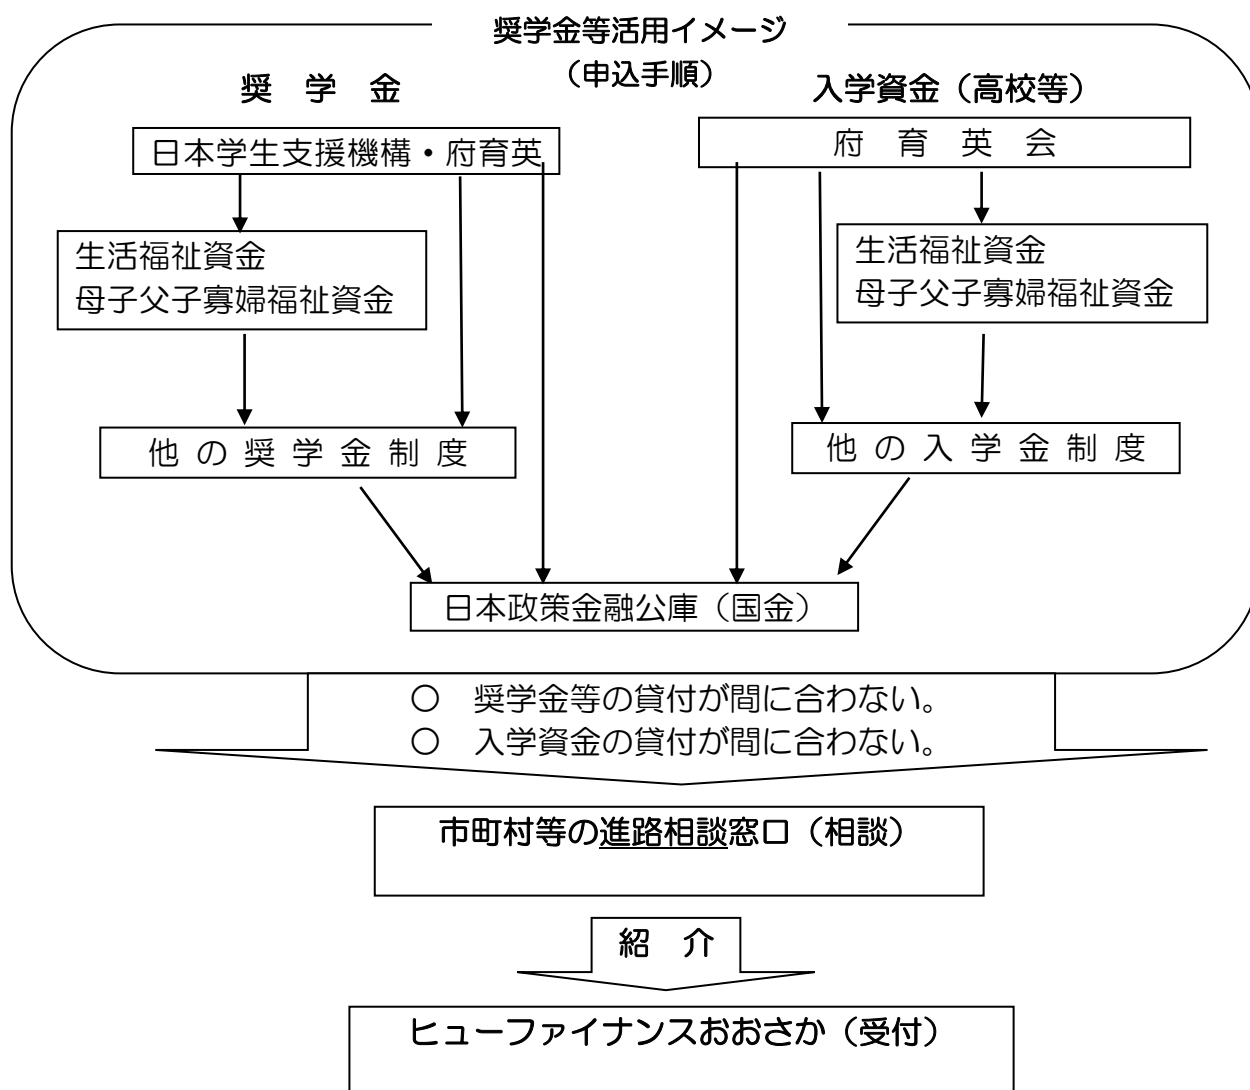 奨学金等活用イメージ
（申込手順）
奨　学　金
日本学生支援機構・府育英
生活福祉資金
母子父子寡婦福祉資金
他 の 奨 学 金 制 度
入学資金（高校等）
府　育　英　会
生活福祉資金
母子父子寡婦福祉資金
他 の 入 学 金 制 度
日本政策金融公庫（国金）
〇　奨学金等の貸付が間に合わない。
〇　入学資金の貸付が間に合わない。
市町村等の進路相談窓口（相談）
紹　介
ヒューファイナンスおおさか（受付）